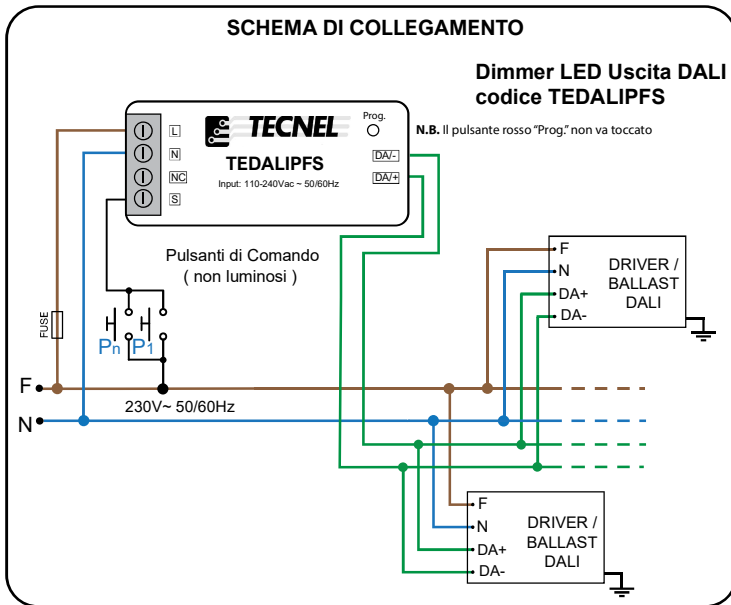 SCHEMA DI COLLEGAMENTO
Dimmer LED Uscita DALI
codice TEDALIPFS
N.B. Il pulsante rosso "Prog." non va toccato
L
N
NC
S
TECNEL
Prog.
TEDALIPFS
Input: 110-240Vac ~ 50/60Hz
DA/-
DA/+
Pulsanti di Comando
( non luminosi )
FUSE
Pn
P1
F
N
230V~ 50/60Hz
F
N
DA+
DA-
DRIVER /
BALLAST
DALI
F
N
DA+
DA-
DRIVER /
BALLAST
DALI